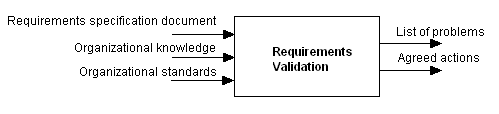 Requirements specification document
Organizational knowledge
Organizational standards
Requirements
Validation
List of problems
Agreed actions